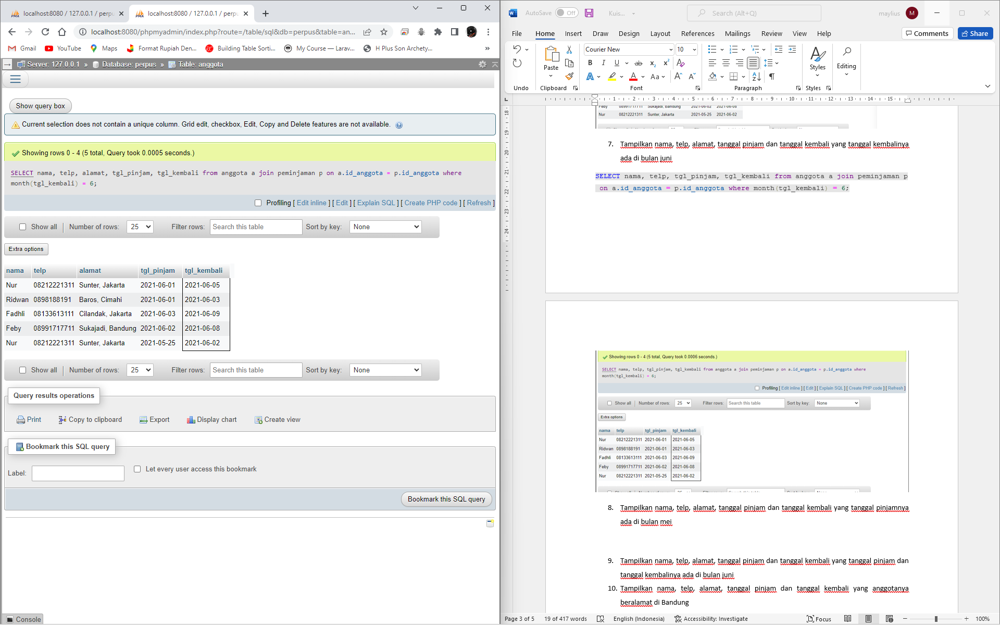 localhost:8080 / 127.0.0.1 / perpu
localhost:8080 / 127.0.0.1 / perpu
localhost:8080/phpmyadmin/index.php?route=/table/sql&db=perpus&table=an...
Gmail
YouTube
Maps
Format Rupiah Den...
Building Table Sorti...
My Course — Larav...
H Plus Son Archety...
»
Server: 127.0.0.1 » Database: perpus » Table: anggota
Show query box
Current selection does not contain a unique column. Grid edit, checkbox, Edit, Copy and Delete features are not available.
Showing rows 0 - 4 (5 total, Query took 0.0005 seconds.)
SELECT nama, telp, alamat, tgl_pinjam, tgl_kembali from anggota a join peminjaman p on a.id_anggota = p.id_anggota where
month(tgl_kembali) = 6;
Profiling [ Edit inline ] [ Edit ] [ Explain SQL ] [ Create PHP code ] [ Refresh ]
Show all Number of rows: 25 Filter rows: Search this table Sort by key: None
Extra options
nama telp alamat tgl_pinjam tgl_kembali
Nur 08212221311 Sunter, Jakarta 2021-06-01 2021-06-05
Ridwan 0898188191 Baros, Cimahi 2021-06-01 2021-06-03
Fadhli 08133613111 Cilandak, Jakarta 2021-06-03 2021-06-09
Feby 08991717711 Sukajadi, Bandung 2021-06-02 2021-06-08
Nur 08212221311 Sunter, Jakarta 2021-05-25 2021-06-02
Show all Number of rows: 25 Filter rows: Search this table Sort by key: None
Query results operations
Print Copy to clipboard Export Display chart Create view
Bookmark this SQL query
Label: Let every user access this bookmark
Bookmark this SQL query
Console
AutoSave Off Kuis... Search (Alt+Q) maylius M
File Home Insert Draw Design Layout References Mailings Review View Help Comments Share
Courier New 10
Paste
Styles
Editing
Undo Clipboard Font Paragraph Styles
1 2 3 4 5 6 7 8 9 10 11 12 13 14 15
18 19 20 21 22 23 24
Feby 08991717711 Sukajadi, Bandung 2021-06-02 2021-06-08
Nur 08212221311 Sunter, Jakarta 2021-05-25 2021-06-02
7. Tampilkan nama, telp, alamat, tanggal pinjam dan tanggal kembali yang tanggal kembalinya
ada di bulan juni
SELECT nama, telp, tgl_pinjam, tgl_kembali from anggota a join peminjaman p
on a.id_anggota = p.id_anggota where month(tgl_kembali) = 6;
Showing rows 0 - 4 (5 total, Query took 0.0006 seconds.)
SELECT nama, telp, tgl_pinjam, tgl_kembali from anggota a join peminjaman p on a.id_anggota = p.id_anggota where
month(tgl_kembali) = 6;
Profiling [ Edit inline ] [ Edit ] [ Explain SQL ] [ Create PHP code ] [ Refresh ]
Show all Number of rows: 25 Filter rows: Search this table Sort by key: None
Extra options
nama telp tgl_pinjam tgl_kembali
Nur 08212221311 2021-06-01 2021-06-05
Ridwan 0898188191 2021-06-01 2021-06-03
Fadhli 08133613111 2021-06-03 2021-06-09
Feby 08991717711 2021-06-02 2021-06-08
Nur 08212221311 2021-05-25 2021-06-02
8. Tampilkan nama, telp, alamat, tanggal pinjam dan tanggal kembali yang tanggal pinjamnya
ada di bulan mei
9. Tampilkan nama, telp, alamat, tanggal pinjam dan tanggal kembali yang tanggal pinjam dan
tanggal kembalinya ada di bulan juni
10. Tampilkan nama, telp, alamat, tanggal pinjam dan tanggal kembali yang anggotanya
beralamat di Bandung
Page 3 of 5 19 of 417 words English (Indonesia) Accessibility: Investigate Focus 100%